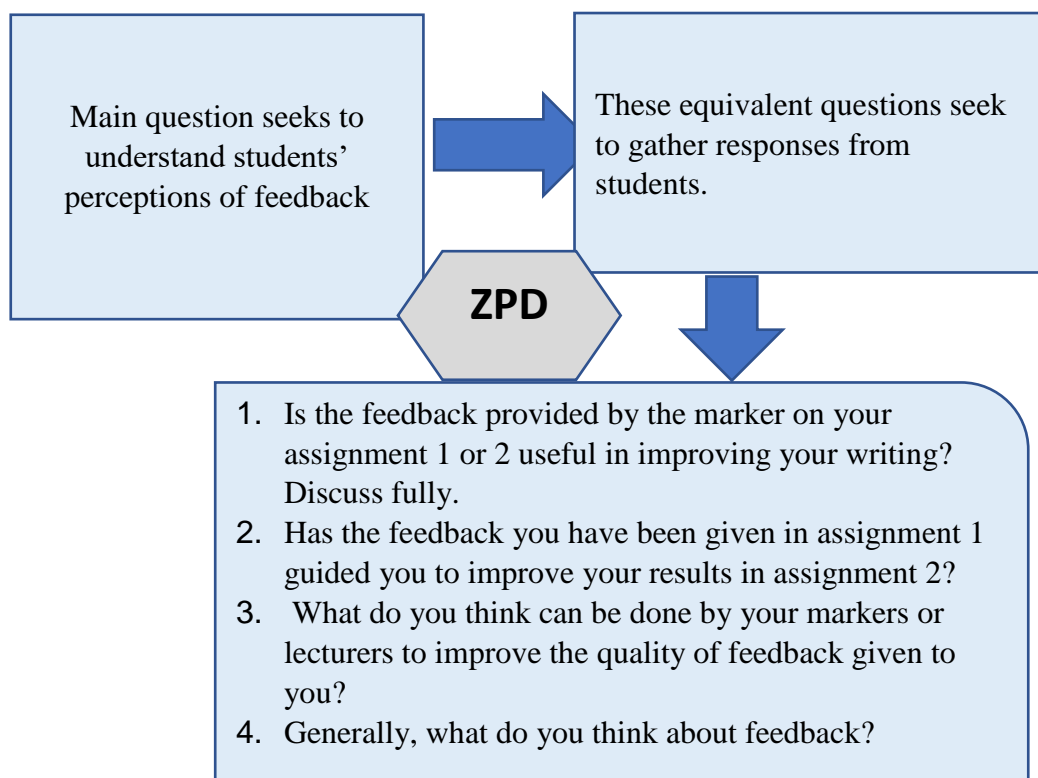 Main question seeks to
understand students’
perceptions of feedback
These equivalent questions seek
to gather responses from
students.
ZPD
1. Is the feedback provided by the marker on your
assignment 1 or 2 useful in improving your writing?
Discuss fully.
2. Has the feedback you have been given in assignment 1
guided you to improve your results in assignment 2?
3. What do you think can be done by your markers or
lecturers to improve the quality of feedback given to
you?
4. Generally, what do you think about feedback?